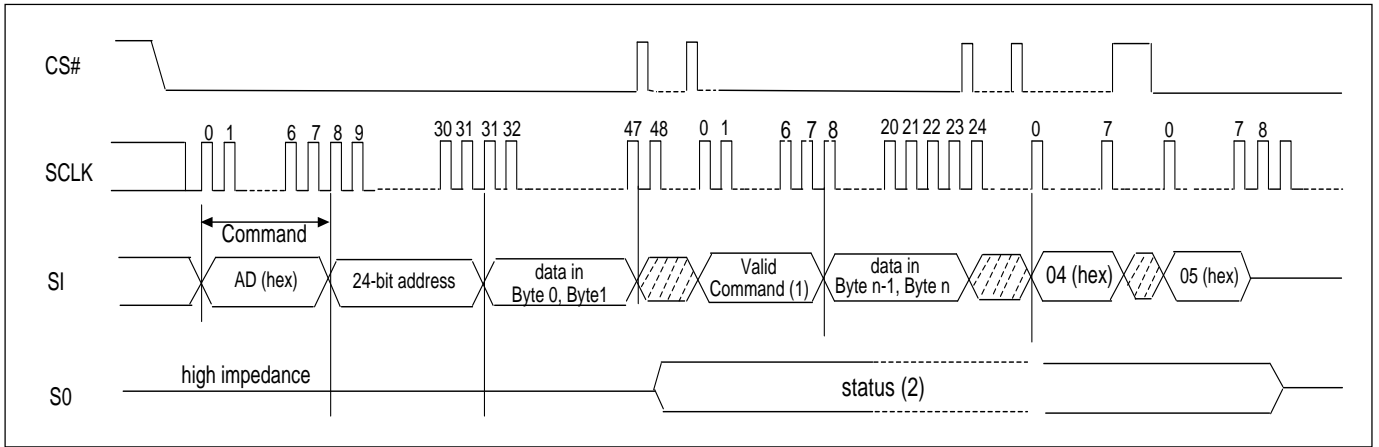 CS#
0 1 6 7 8 9 30 31 31 32 47 48 0 1 6 7 8 20 21 22 23 24 0 7 0 7 8
SCLK
Command
SI
AD (hex) 24-bit address data in Byte 0, Byte1 Valid Command (1) data in Byte n-1, Byte n 04 (hex) 05 (hex)
high impedance
S0
status (2)